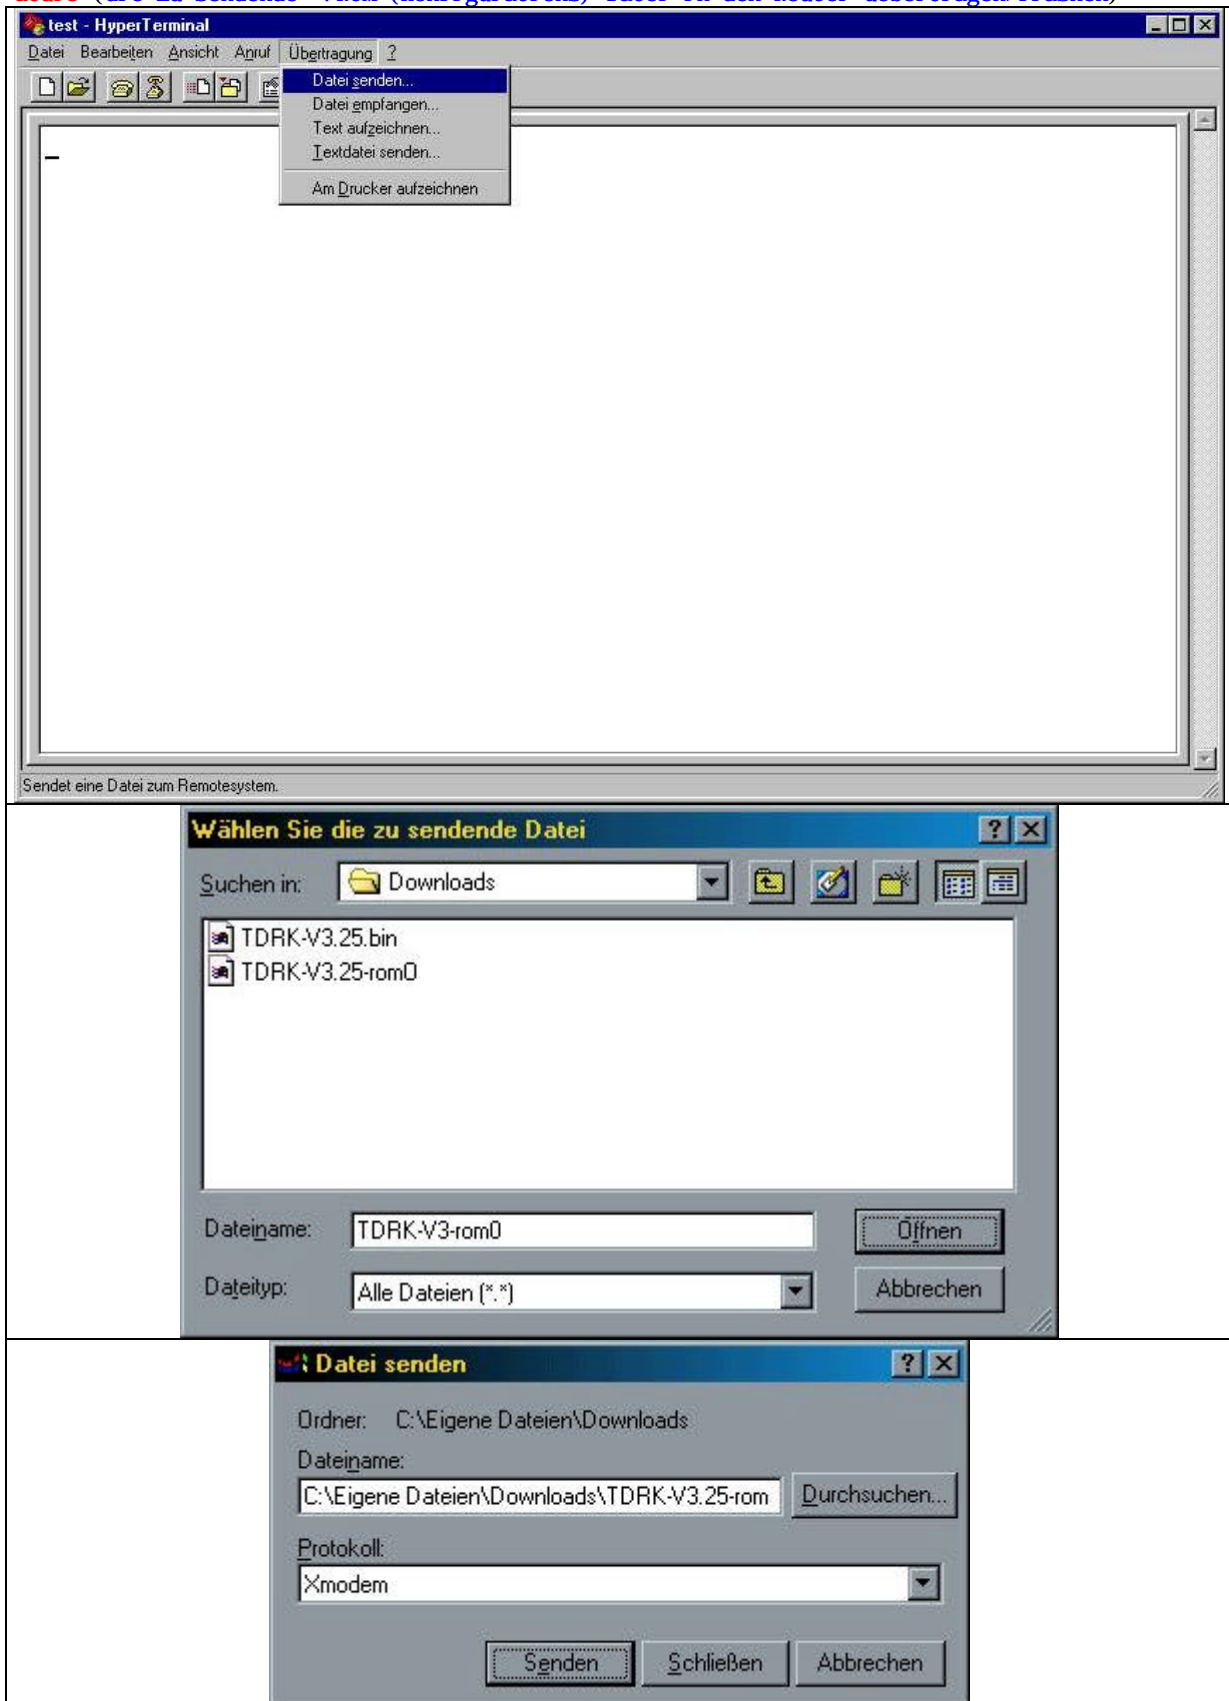 (die zu sendende
test - HyperTerminal
Datei Bearbeiten Ansicht Anruf Übertragung ?
Datei senden...
Datei empfangen...
Text aufzeichnen...
Textdatei senden...
Am Drucker aufzeichnen
Sendet eine Datei zum Remotesystem.
Wählen Sie die zu sendende Datei
Suchen in: Downloads
TDRK-V3.25.bin
TDRK-V3.25-rom0
Dateiname: TDRK-V3-rom0 Öffnen
Dateityp: Alle Dateien (*.*) Abbrechen
Datei senden
Ordner: C:\Eigene Dateien\Downloads
Dateiname:
C:\Eigene Dateien\Downloads\TDRK-V3.25-rom Durchsuchen...
Protokoll:
Xmodem
Senden Schließen Abbrechen